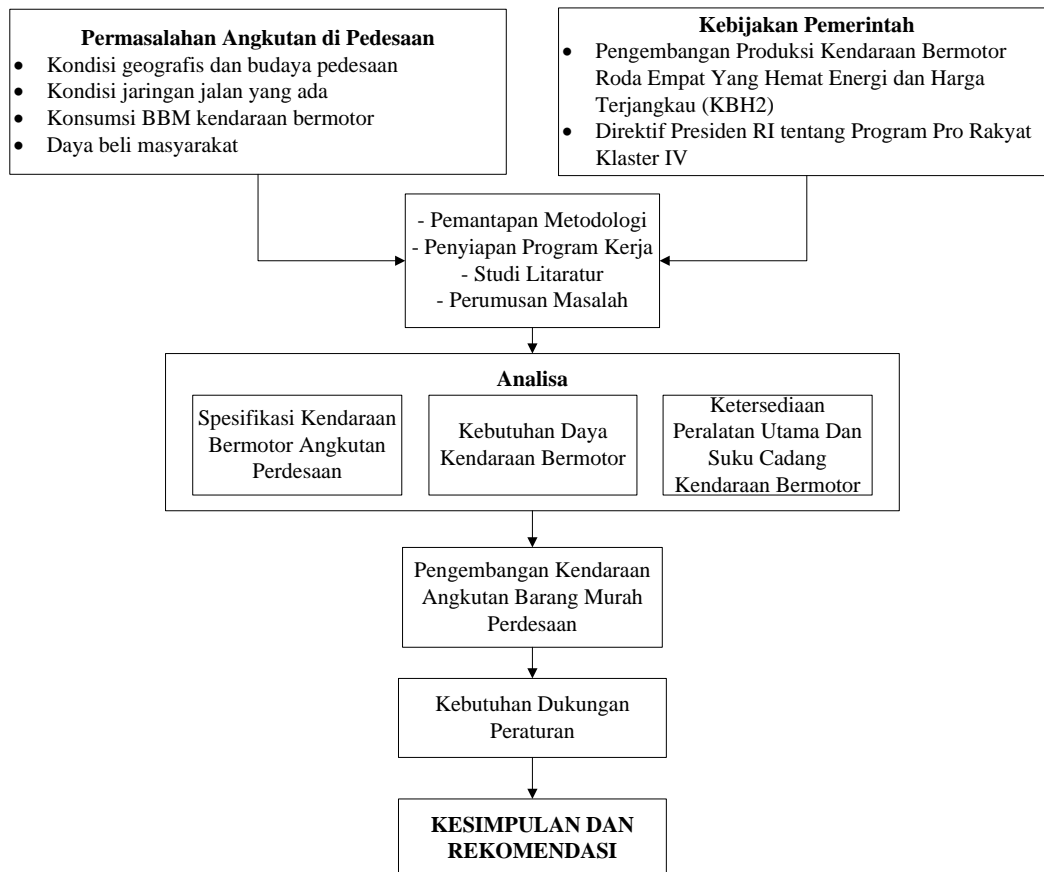 Permasalahan Angkutan di Pedesaan
• Kondisi geografis dan budaya pedesaan
• Kondisi jaringan jalan yang ada
• Konsumsi BBM kendaraan bermotor
• Daya beli masyarakat
Kebijakan Pemerintah
• Pengembangan Produksi Kendaraan Bermotor
Roda Empat Yang Hemat Energi dan Harga
Terjangkau (KBH2)
• Direktif Presiden RI tentang Program Pro Rakyat
Klaster IV
- Pemantapan Metodologi
- Penyiapan Program Kerja
- Studi Litaratur
- Perumusan Masalah
Analisa
Spesifikasi Kendaraan
Bermotor Angkutan
Perdesaan
Kebutuhan Daya
Kendaraan Bermotor
Ketersediaan
Peralatan Utama Dan
Suku Cadang
Kendaraan Bermotor
Pengembangan Kendaraan
Angkutan Barang Murah
Perdesaan
Kebutuhan Dukungan
Peraturan
KESIMPULAN DAN
REKOMENDASI